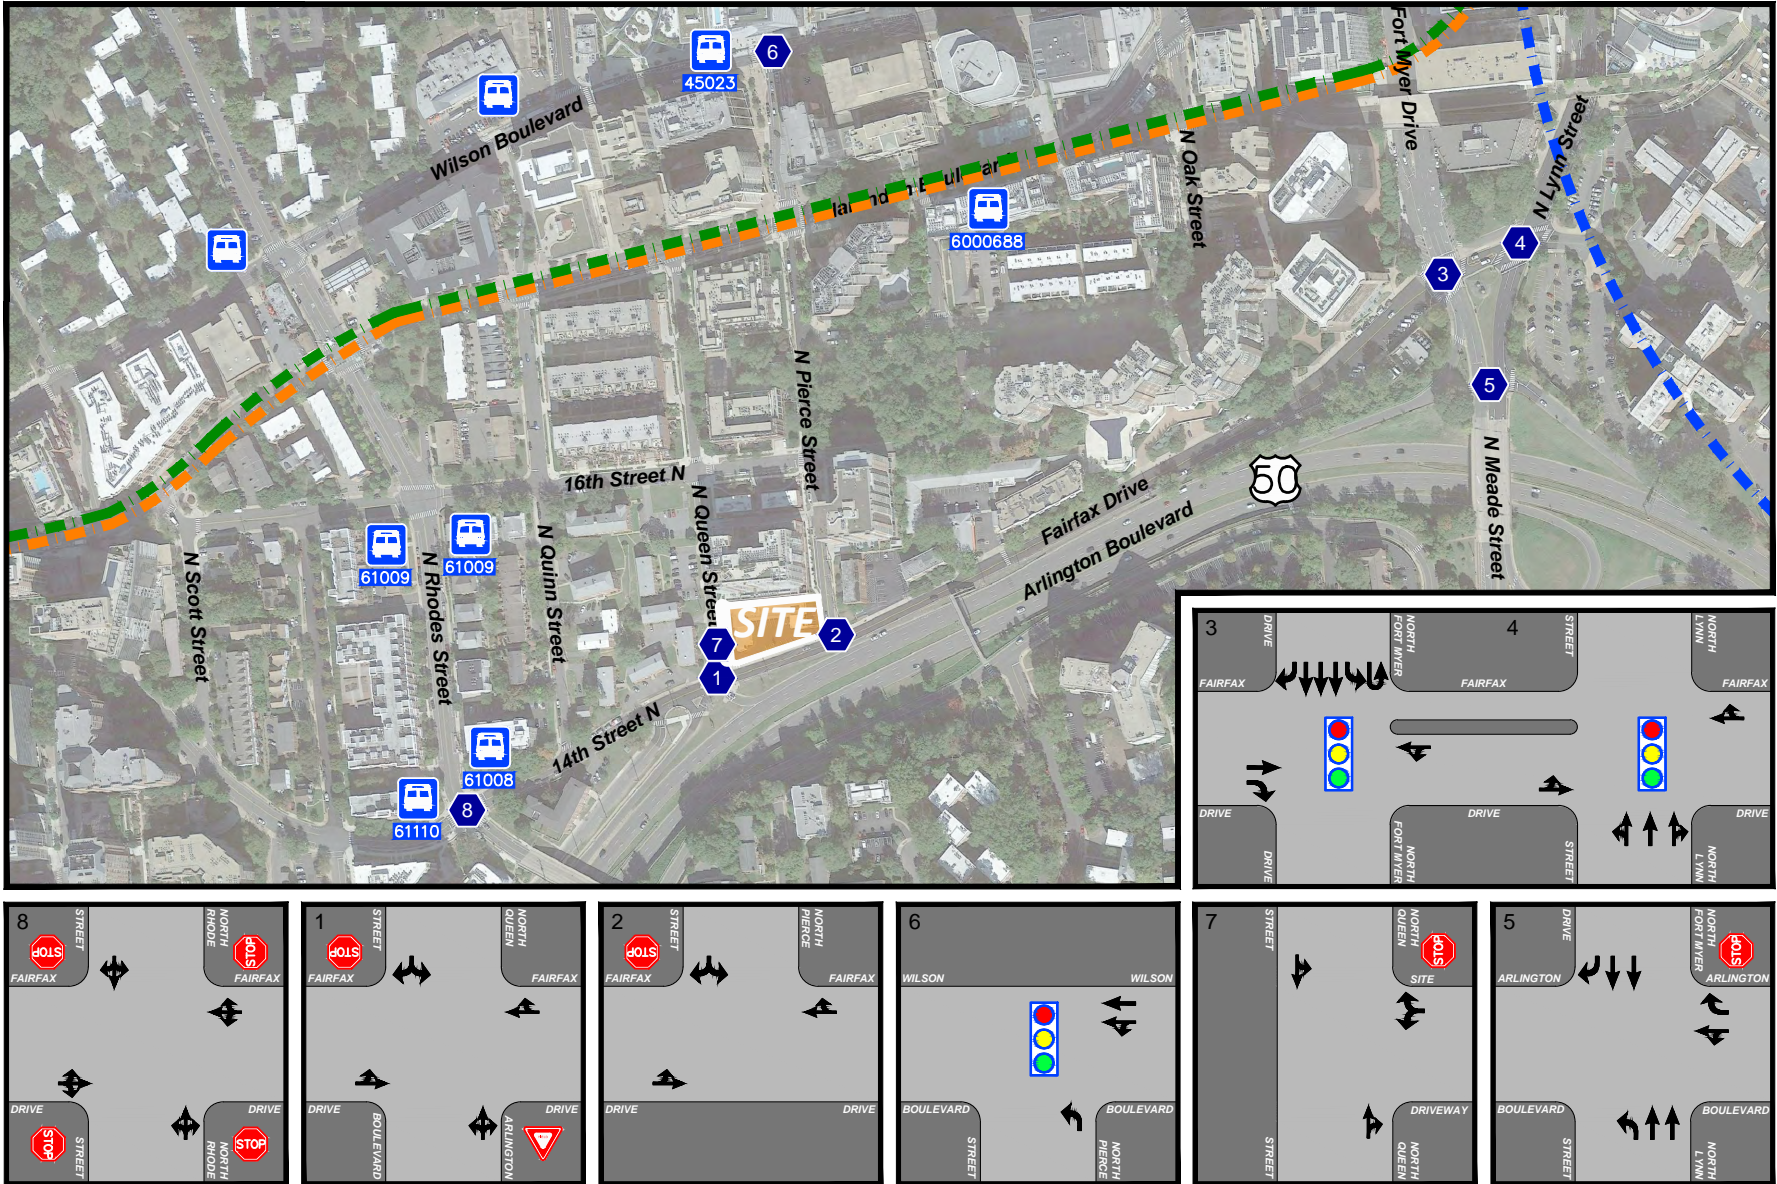 Fort Myer Drive
6
45023
Wilson Boulevard
N Lynn Street
N Oak Street
6000688
4
3
N Pierce Street
5
16th Street N
50
N Queen Street
Fairfax Drive
Arlington Boulevard
N Meade Street
61009
61009
N Scott Street
N Rhodes Street
N Quinn Street
SITE
7
2
1
14th Street N
61008
8
61110
3
DRIVE
NORTH
FORT MYER
4
STREET
NORTH
LYNN
FAIRFAX
FAIRFAX
FAIRFAX
DRIVE
DRIVE
DRIVE
DRIVE
NORTH
FORT MYER
STREET
NORTH
LYNN
8
STREET
NORTH
RHODE
STOP
STOP
FAIRFAX
FAIRFAX
DRIVE
DRIVE
STOP
STREET
NORTH
RHODE
STOP
1
STREET
NORTH
QUEEN
STOP
FAIRFAX
FAIRFAX
DRIVE
DRIVE
BOULEVARD
ARLINGTON
2
STREET
NORTH
PIERCE
STOP
FAIRFAX
FAIRFAX
DRIVE
DRIVE
6
WILSON
WILSON
BOULEVARD
BOULEVARD
STREET
NORTH
PIERCE
7
STREET
NORTH
QUEEN
STOP
SITE
DRIVEWAY
STREET
NORTH
QUEEN
5
DRIVE
NORTH
FORT MYER
STOP
ARLINGTON
ARLINGTON
BOULEVARD
BOULEVARD
STREET
NORTH
LYNN